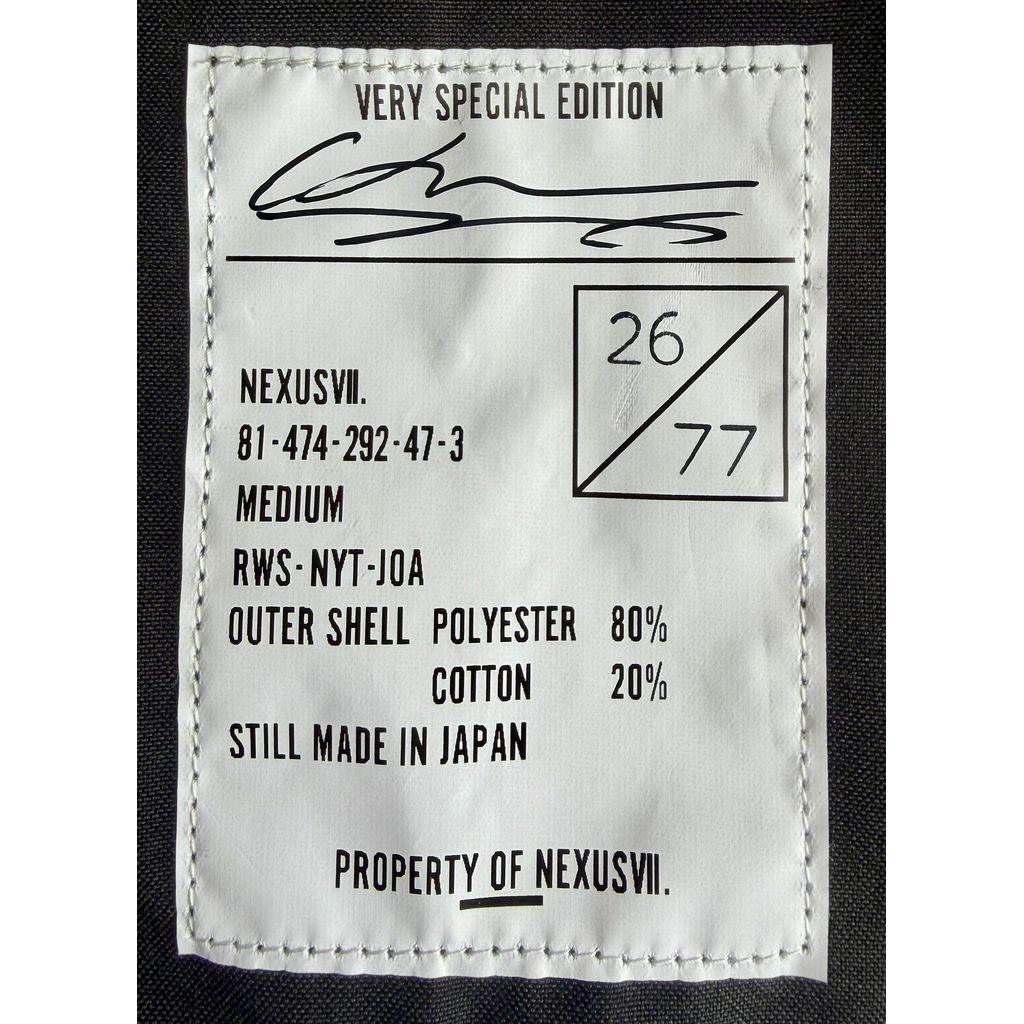 VERY SPECIAL EDITION
26
77
NEXUSVII.
81-474-292-47-3
MEDIUM
RWS-NYT-JOA
OUTER SHELL POLYESTER 80%
COTTON 20%
STILL MADE IN JAPAN
PROPERTY OF NEXUSVII.